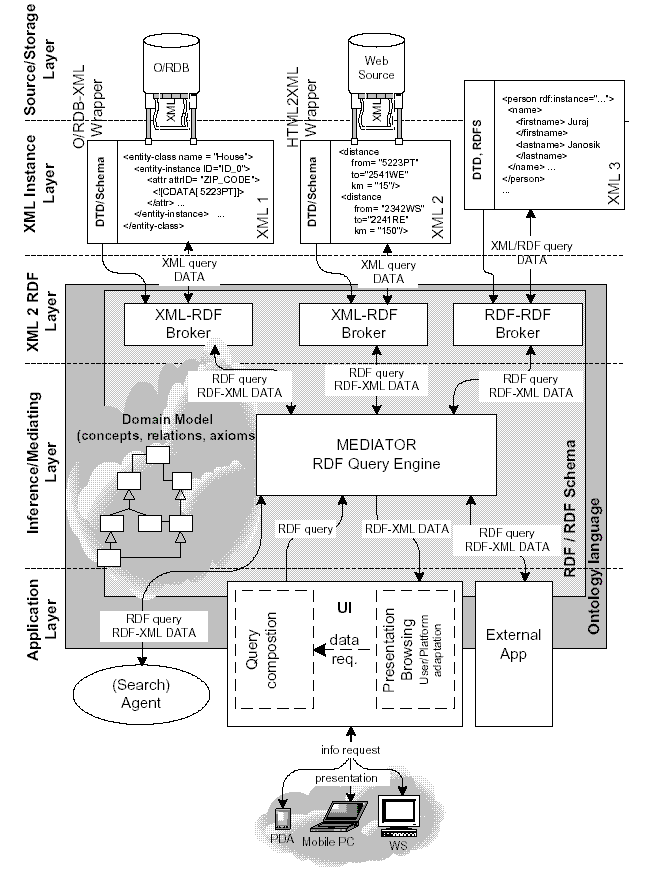 Source/Storage
Layer
O/RDB
XML
O/RDB-XML
Wrapper
Web
Source
XML
HTML2XML
Wrapper
XML Instance
Layer
DTD/Schema
<entity-class name = "House">
<entity-instance ID="ID_0">
<attr attrID= "ZIP_CODE">
<![CDATA[ 5223PT]]>
</attr> ...
</entity-instance> ...
</entity-class>
XML 1
DTD/Schema
<distance
from= "5223PT"
to="2541WE"
km = "15"/>
<distance
from= "2342WS"
to="2241RE"
km = "150"/>
XML 2
DTD, RDFS
<person rdf:instance="...">
<name>
<firstname> Juraj
</firstname>
<lastname> Janosik
</lastname>
</name> ...
</person>
...
XML 3
XML query
DATA
XML query
DATA
XML/RDF query
DATA
XML 2 RDF
Layer
XML-RDF
Broker
XML-RDF
Broker
RDF-RDF
Broker
RDF query
RDF-XML DATA
RDF query
RDF-XML DATA
RDF query
RDF-XML DATA
Inference/Mediating
Layer
Domain Model
(concepts, relations, axioms
MEDIATOR
RDF Query Engine
RDF / RDF Schema
Ontology language
RDF query
RDF-XML DATA
RDF query
RDF-XML DATA
Application
Layer
RDF query
RDF-XML DATA
(Search)
Agent
UI
Query
compostion
data
req.
Presentation
Browsing
User/Platform
adaptation
External
App
info request
presentation
PDA
Mobile PC
WS